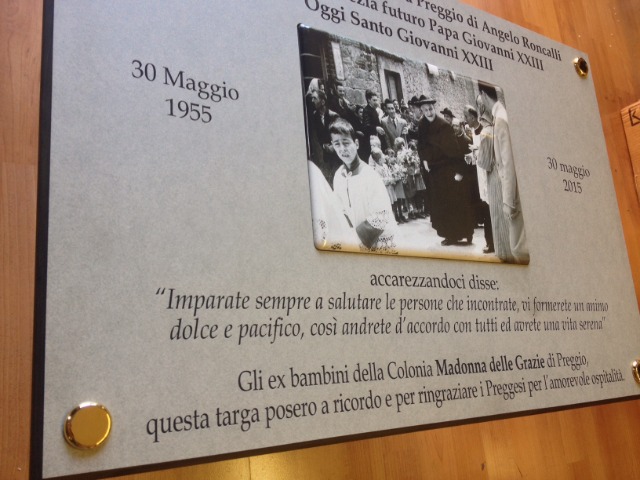 a Preggio di Angelo Roncalli
ezia futuro Papa Giovanni XXIII
Oggi Santo Giovanni XXIII
30 Maggio
1955
30 maggio
2015
accarezzandoci disse:
“Imparate sempre a salutare le persone che incontrate, vi formerete un animo
dolce e pacifico, così andrete d’accordo con tutti ed avrete una vita serena”
Gli ex bambini della Colonia Madonna delle Grazie di Preggio,
questa targa posero a ricordo e per ringraziare i Preggesi per l’amorevole ospitalità.